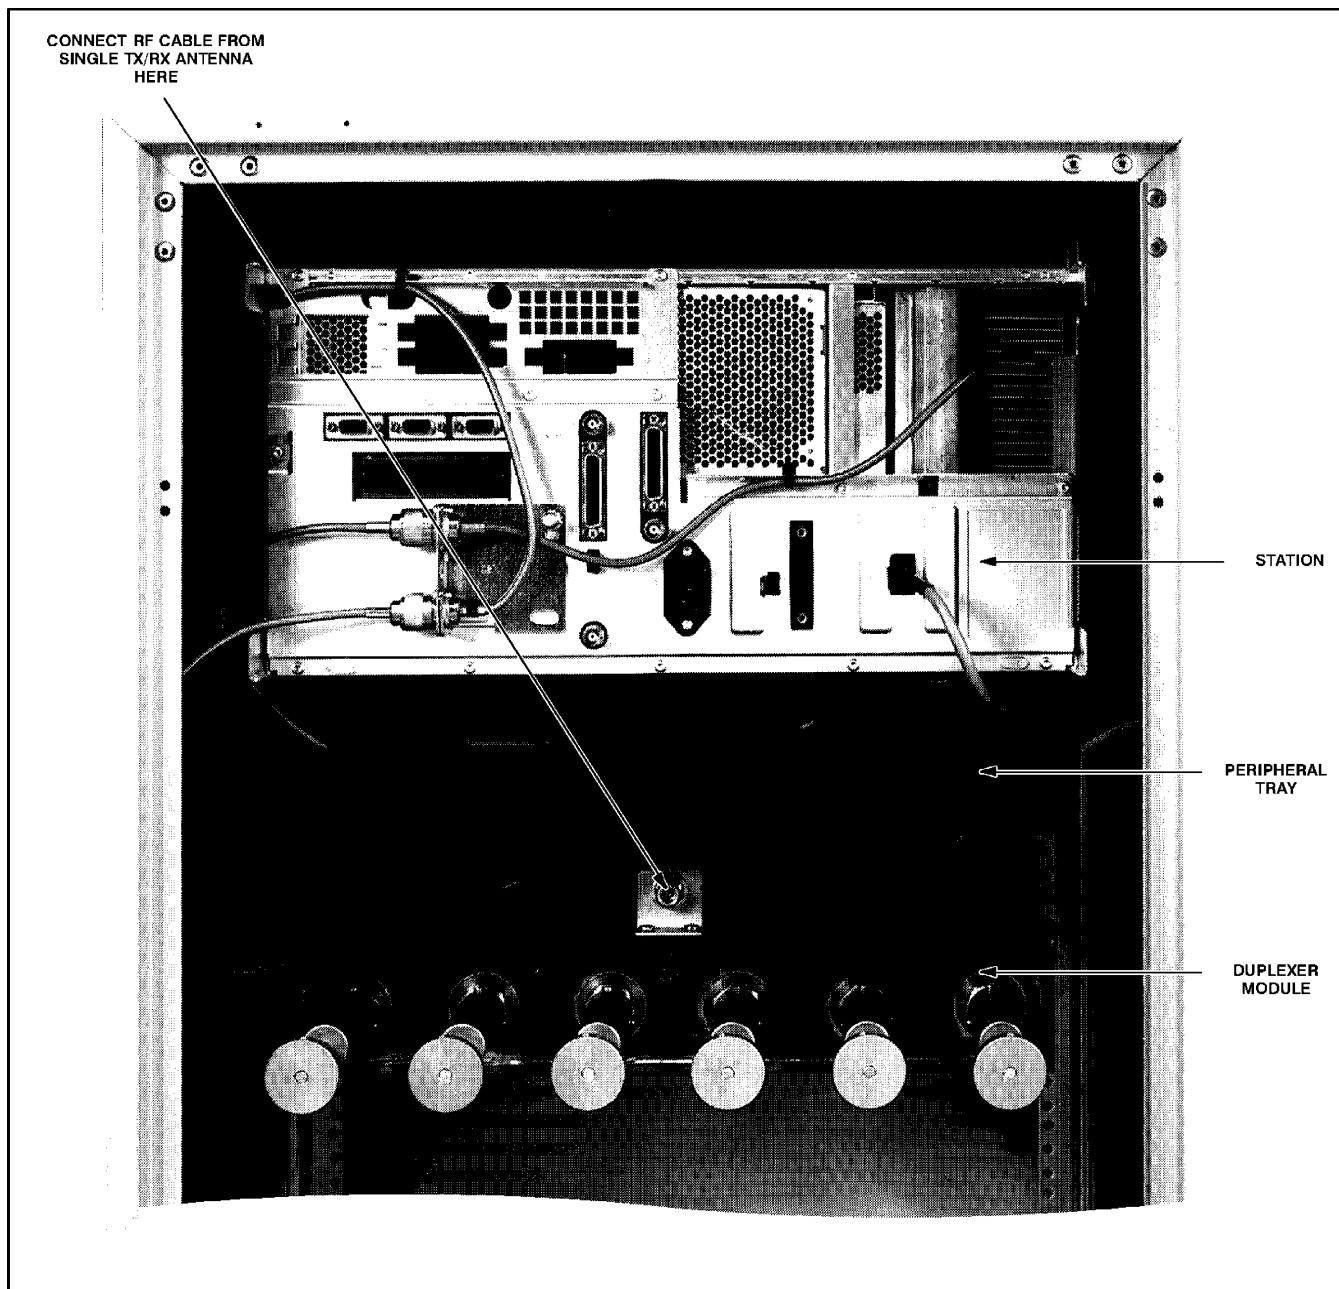 CONNECT RF CABLE FROM
SINGLE TX/RX ANTENNA
HERE
STATION
PERIPHERAL
TRAY
DUPLEXER
MODULE